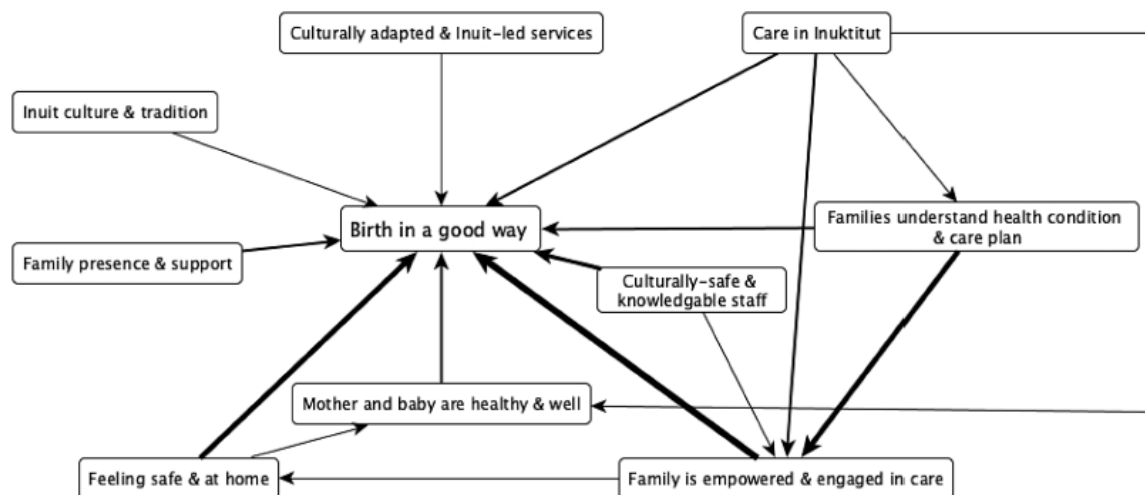 Culturally adapted & Inuit-led services
Care in Inuktitut
Inuit culture & tradition
Birth in a good way
Families understand health condition
& care plan
Family presence & support
Culturally-safe &
knowledgable staff
Mother and baby are healthy & well
Feeling safe & at home
Family is empowered & engaged in care